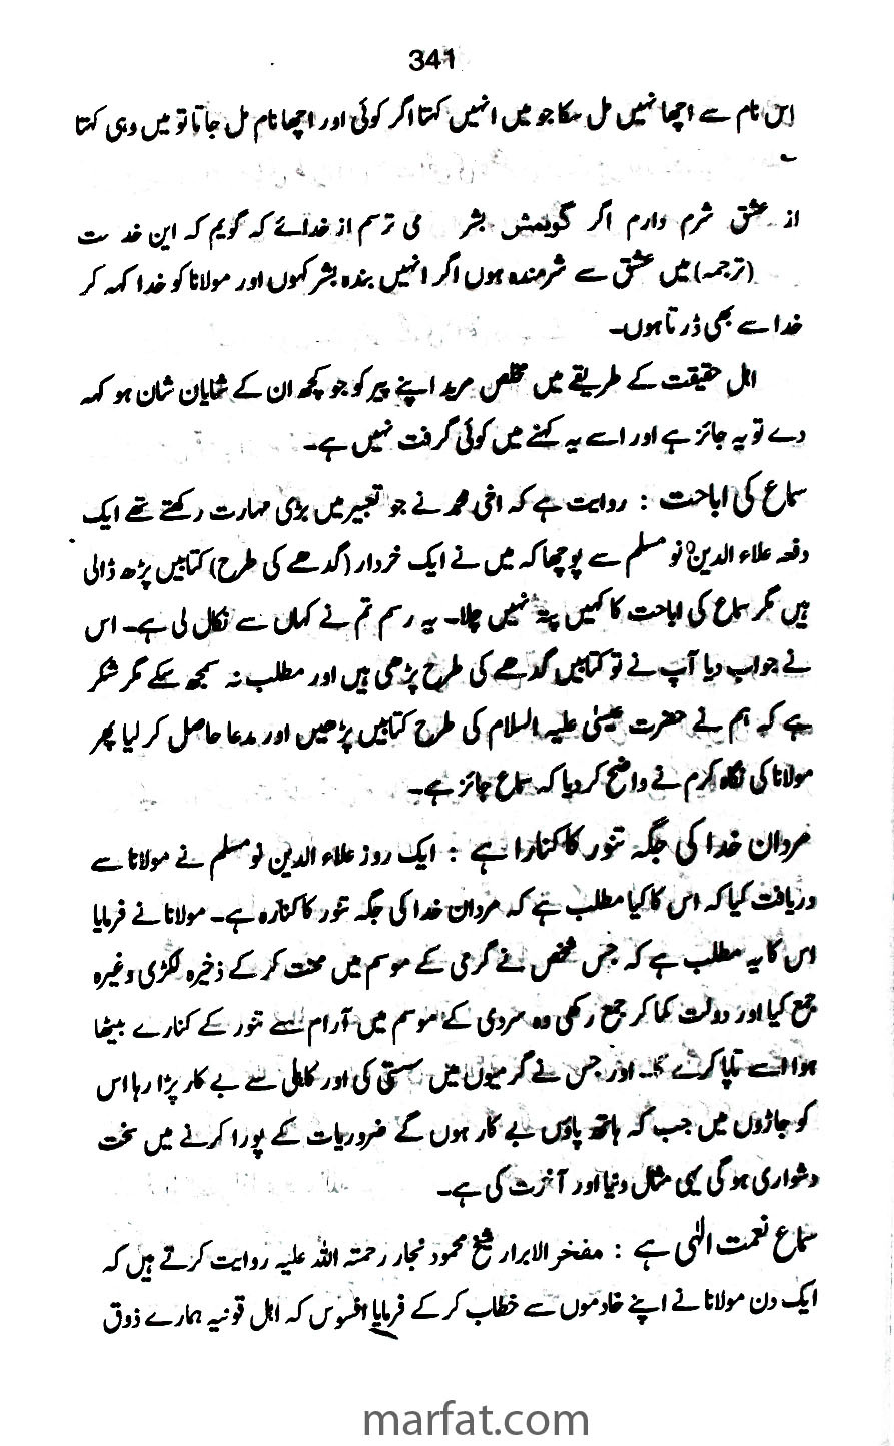 341
اس نام سے اچھا نہیں مل سکا جو میں انہیں کہتا اگر کوئی اور اچھا نام مل جاتا تو میں وہی کہتا
۔
از عشق شرم دارم اگر گویمش بشر می ترسم از خدائے کہ گویم کہ این خد ست
(ترجمہ) میں عشق سے شرمندہ ہوں اگر انہیں بندہ بشر کہوں اور مولانا کو خدا کہہ کر
خدا سے بھی ڈرتا ہوں۔
اہل حقیقت کے طریقے میں مخلص مرید اپنے پیر کو جو کچھ ان کے شایان شان ہو کہہ
دے تو یہ جائز ہے اور اسے یہ کہنے میں کوئی گرفت نہیں ہے۔
سماع کی اباحت : روایت ہے کہ اخی محمد نے جو تعبیر میں بڑی مہارت رکھتے تھے ایک
دفعہ علاء الدین نو مسلم سے پوچھا کہ میں نے ایک خردار (گدھے کی طرح) کتابیں پڑھ ڈالی
ہیں مگر سماع کی اباحت کا کہیں پتہ نہیں چلا۔ یہ رسم تم نے کہاں سے نکال لی ہے۔ اس
نے جواب دیا آپ نے تو کتابیں گدھے کی طرح پڑھی ہیں اور مطلب نہ سمجھ سکے مگر شکر
ہے کہ ہم نے حضرت عیسیٰ علیہ السلام کی طرح کتابیں پڑھیں اور مدعا حاصل کر لیا پھر
مولانا کی نگاہ کرم نے واضح کر دیا کہ سماع جائز ہے۔
مردان خدا کی جگہ تنور کا کنارا ہے : ایک روز علاء الدین نو مسلم نے مولانا سے
دریافت کیا کہ اس کا کیا مطلب ہے کہ مردان خدا کی جگہ تنور کا کنارہ ہے۔ مولانا نے فرمایا
اس کا یہ مطلب ہے کہ جس شخص نے گرمی کے موسم میں محنت کر کے ذخیرہ لکڑی وغیرہ
جمع کیا اور دولت کما کر جمع رکھی وہ سردی کے موسم میں آرام سے تنور کے کنارے بیٹھا
ہوا اسے تاپا کرے گا۔ اور جس نے گرمیوں میں سستی کی اور کاہلی سے بے کار پڑا رہا اس
کو جاڑوں میں جب کہ ہاتھ پاؤں بے کار ہوں گے ضروریات کے پورا کرنے میں سخت
دشواری ہو گی یہی مثال دنیا اور آخرت کی ہے۔
سماع نعمت الٰہی ہے : مفخر الابرار شیخ محمود نجار رحمتہ اللہ علیہ روایت کرتے ہیں کہ
ایک دن مولانا نے اپنے خادموں سے خطاب کر کے فرمایا افسوس کہ اہل قونیہ ہمارے ذوق
marfat.com